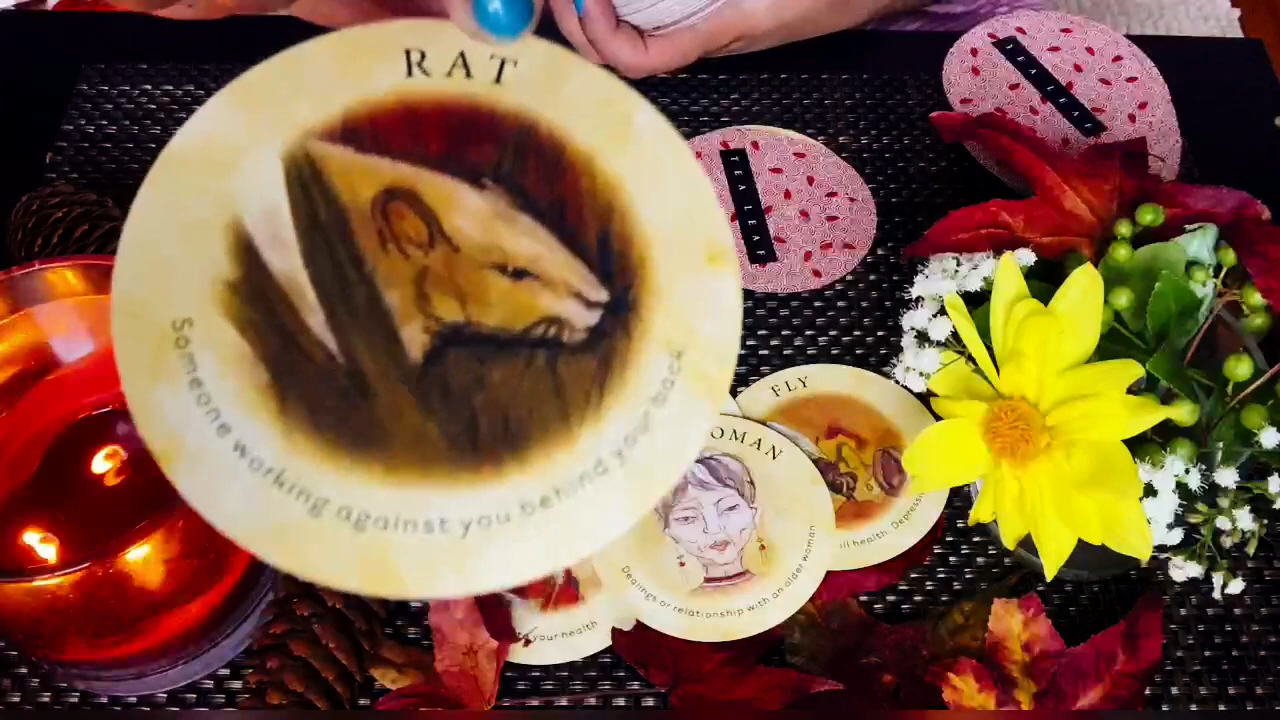 RAT
Someone working against you behind your back
TEA LEAF
TEA LEAF
FLY
ill health. Depressi
OMAN
Dealings or relationship with an older woman
your health